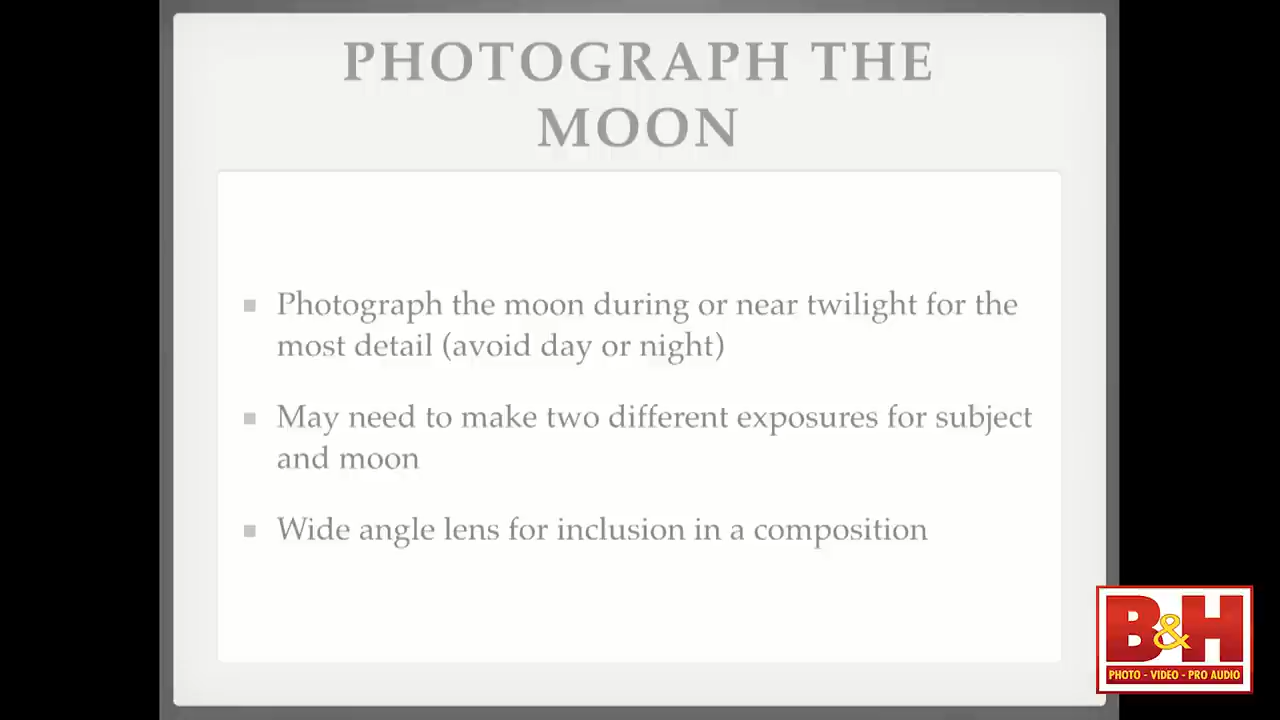 PHOTOGRAPH THE
MOON
Photograph the moon during or near twilight for the
most detail (avoid day or night)
May need to make two different exposures for subject
and moon
Wide angle lens for inclusion in a composition
B&H
PHOTO - VIDEO - PRO AUDIO